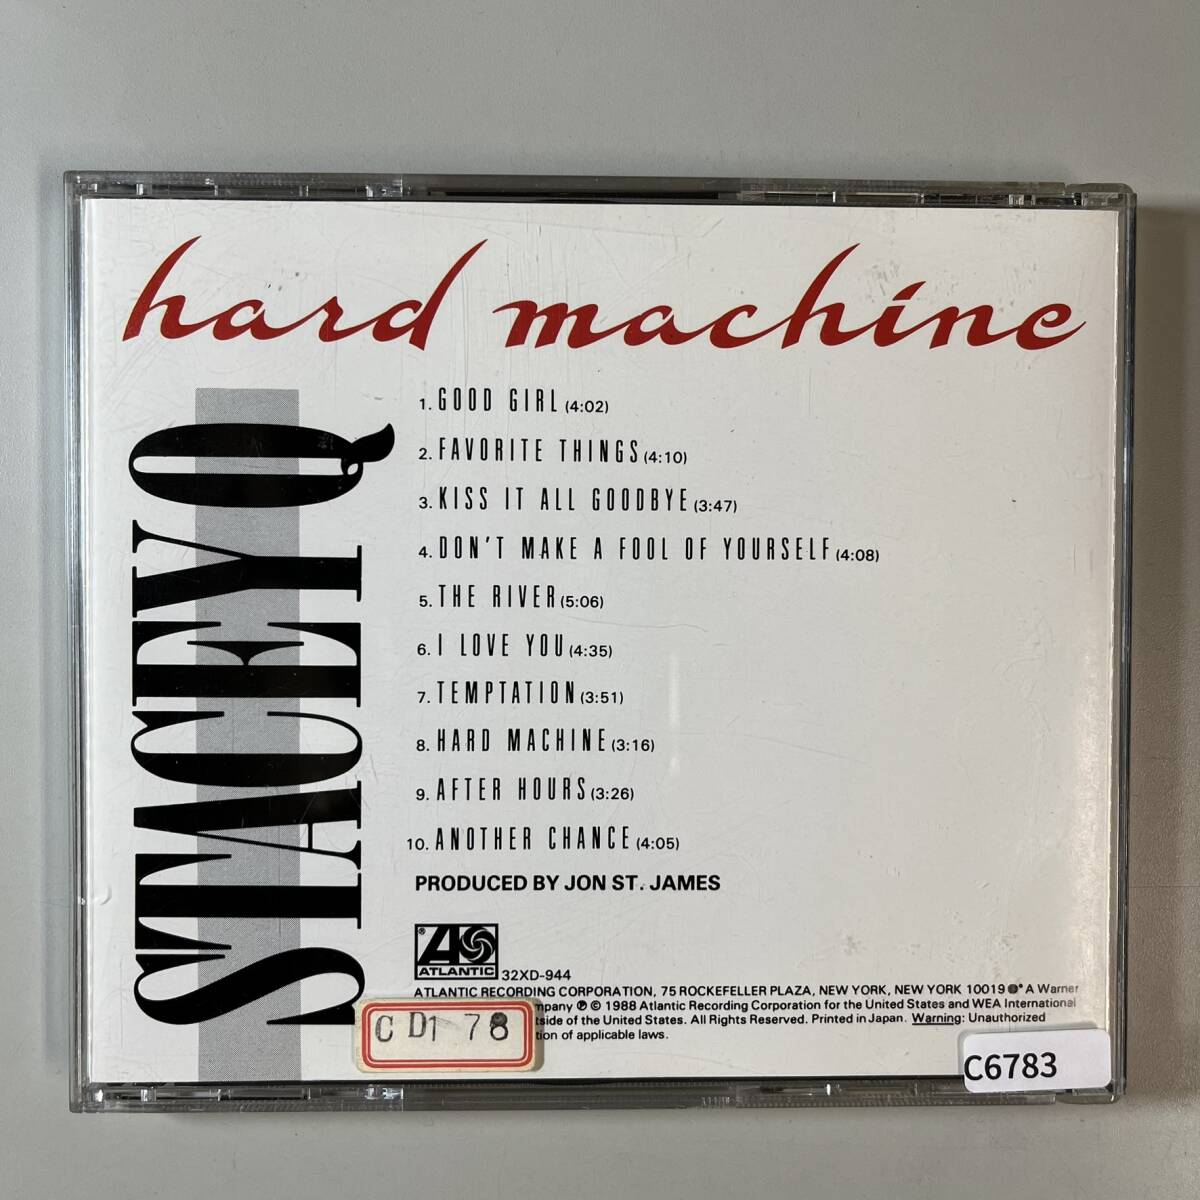 hard machine
STACEY Q
1. GOOD GIRL (4:02)
2. FAVORITE THINGS (4:10)
3. KISS IT ALL GOODBYE (3:47)
4. DON'T MAKE A FOOL OF YOURSELF (4:08)
5. THE RIVER (5:06)
6. I LOVE YOU (4:35)
7. TEMPTATION (3:51)
8. HARD MACHINE (3:16)
9. AFTER HOURS (3:26)
10. ANOTHER CHANCE (4:05)
PRODUCED BY JON ST. JAMES
ATLANTIC
32XD-944
ATLANTIC RECORDING CORPORATION, 75 ROCKEFELLER PLAZA, NEW YORK, NEW YORK 10019 A Warner
℗ © 1988 Atlantic Recording Corporation for the United States and WEA International
of the United States. All Rights Reserved. Printed in Japan. Warning: Unauthorized
of applicable laws.
CD1 78
C6783